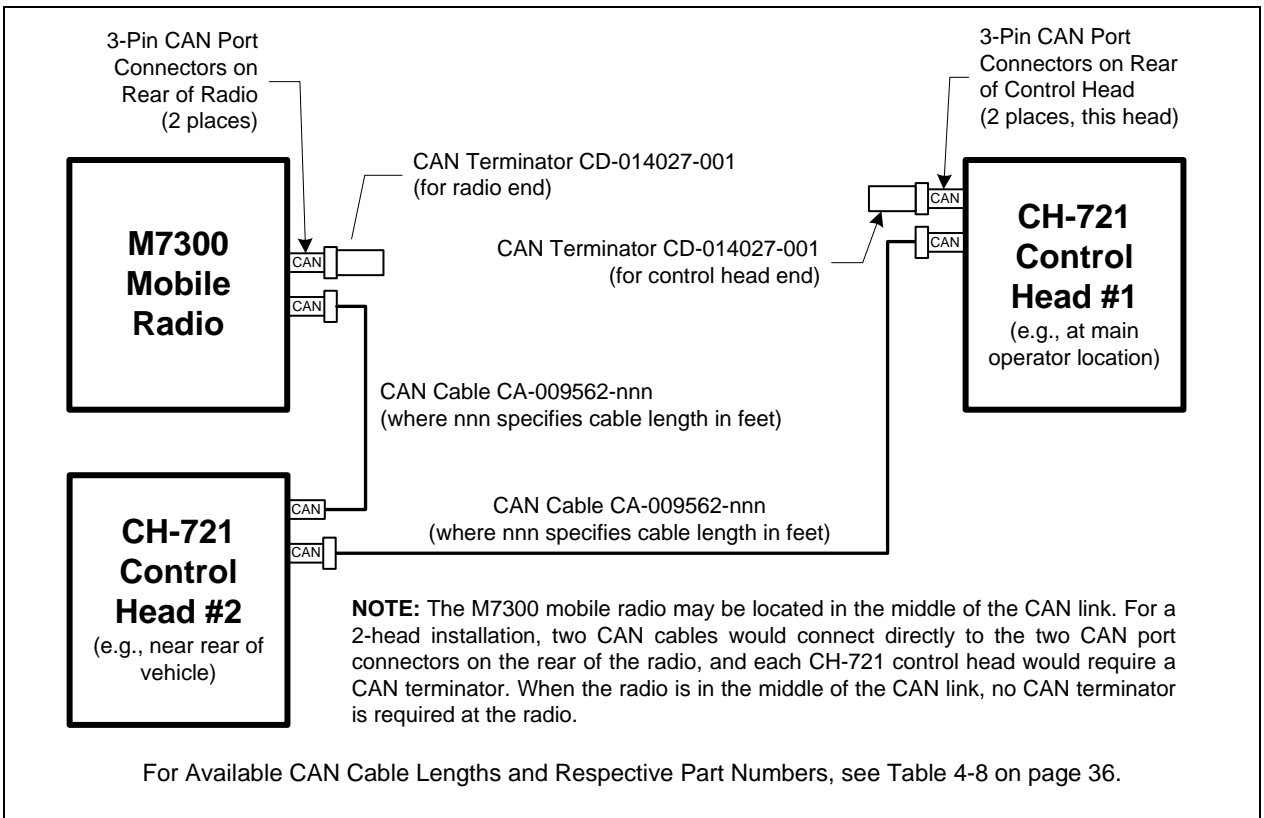 3-Pin CAN Port
Connectors on
Rear of Radio
(2 places)
3-Pin CAN Port
Connectors on Rear
of Control Head
(2 places, this head)
CAN Terminator CD-014027-001
(for radio end)
CAN Terminator CD-014027-001
(for control head end)
M7300
Mobile
Radio
CAN
CAN
CAN
CAN
CH-721
Control
Head #1
(e.g., at main
operator location)
CAN Cable CA-009562-nnn
(where nnn specifies cable length in feet)
CH-721
Control
Head #2
(e.g., near rear of
vehicle)
CAN
CAN
CAN Cable CA-009562-nnn
(where nnn specifies cable length in feet)
NOTE: The M7300 mobile radio may be located in the middle of the CAN link. For a
2-head installation, two CAN cables would connect directly to the two CAN port
connectors on the rear of the radio, and each CH-721 control head would require a
CAN terminator. When the radio is in the middle of the CAN link, no CAN terminator
is required at the radio.
For Available CAN Cable Lengths and Respective Part Numbers, see Table 4-8 on page 36.